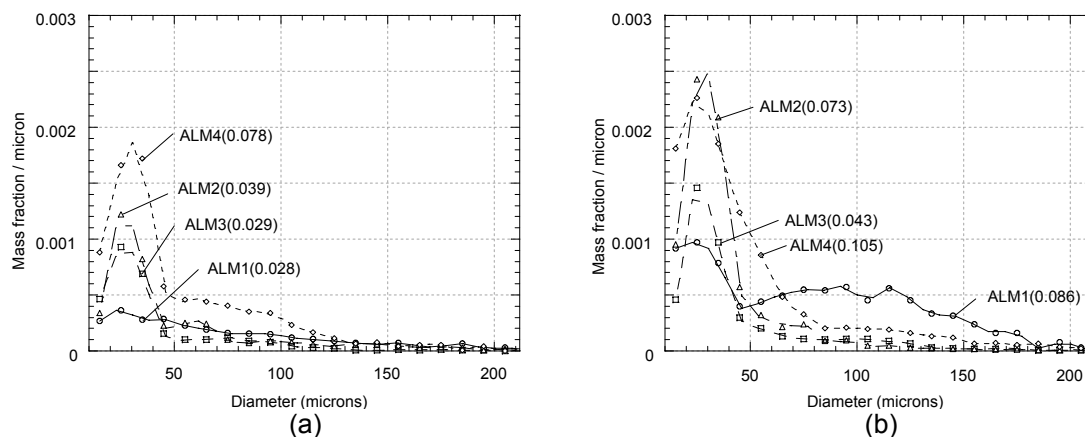 0.003
0.002
0.001
0
50
100
150
200
Mass fraction / micron
Diameter (microns)
ALM4(0.078)
ALM2(0.039)
ALM3(0.029)
ALM1(0.028)
(a)
0.003
0.002
0.001
0
50
100
150
200
Mass fraction / micron
Diameter (microns)
ALM2(0.073)
ALM3(0.043)
ALM4(0.105)
ALM1(0.086)
(b)